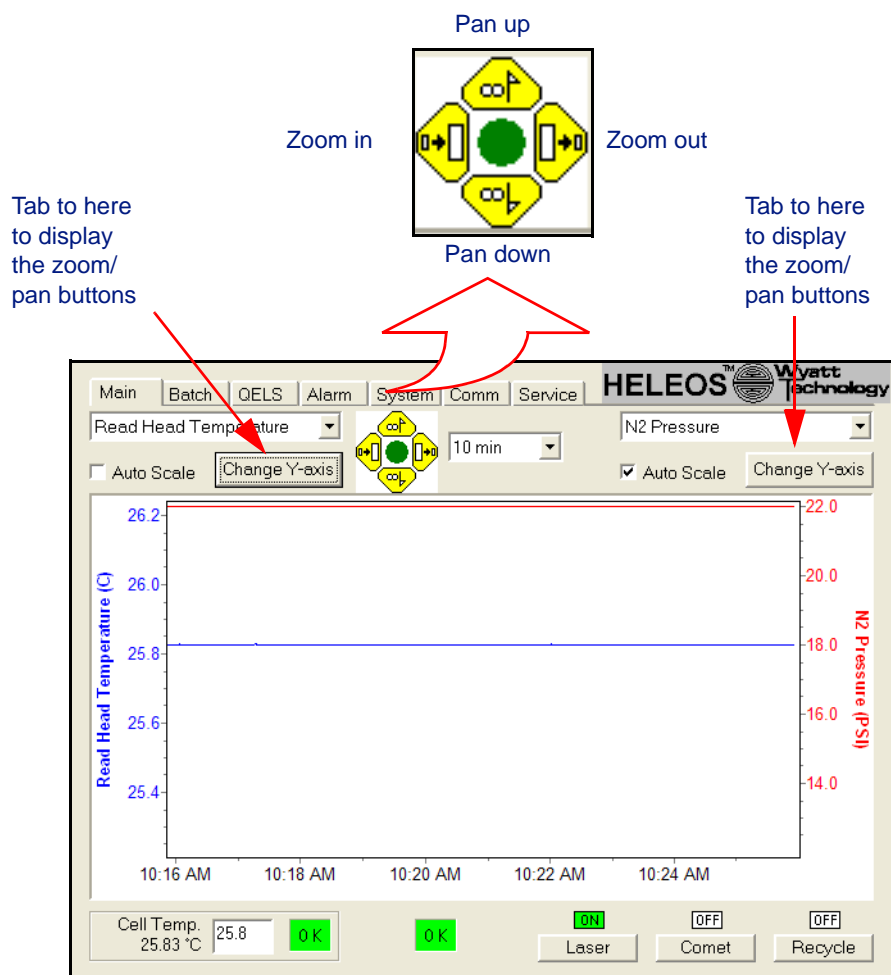 Pan up
Zoom in
Zoom out
Pan down
Tab to here
to display
the zoom/
pan buttons
Tab to here
to display
the zoom/
pan buttons
HELEOS™ Wyatt
Technology
Main Batch QELS Alarm System Comm Service
Read Head Temperature
10 min
N2 Pressure
Auto Scale
Change Y-axis
Auto Scale
Change Y-axis
26.2
26.0
25.8
25.6
25.4
Read Head Temperature (C)
22.0
20.0
18.0
16.0
14.0
N2 Pressure (PSI)
10:16 AM 10:18 AM 10:20 AM 10:22 AM 10:24 AM
Cell Temp.
25.83 °C
25.8
OK
OK
ON
Laser
OFF
Comet
OFF
Recycle